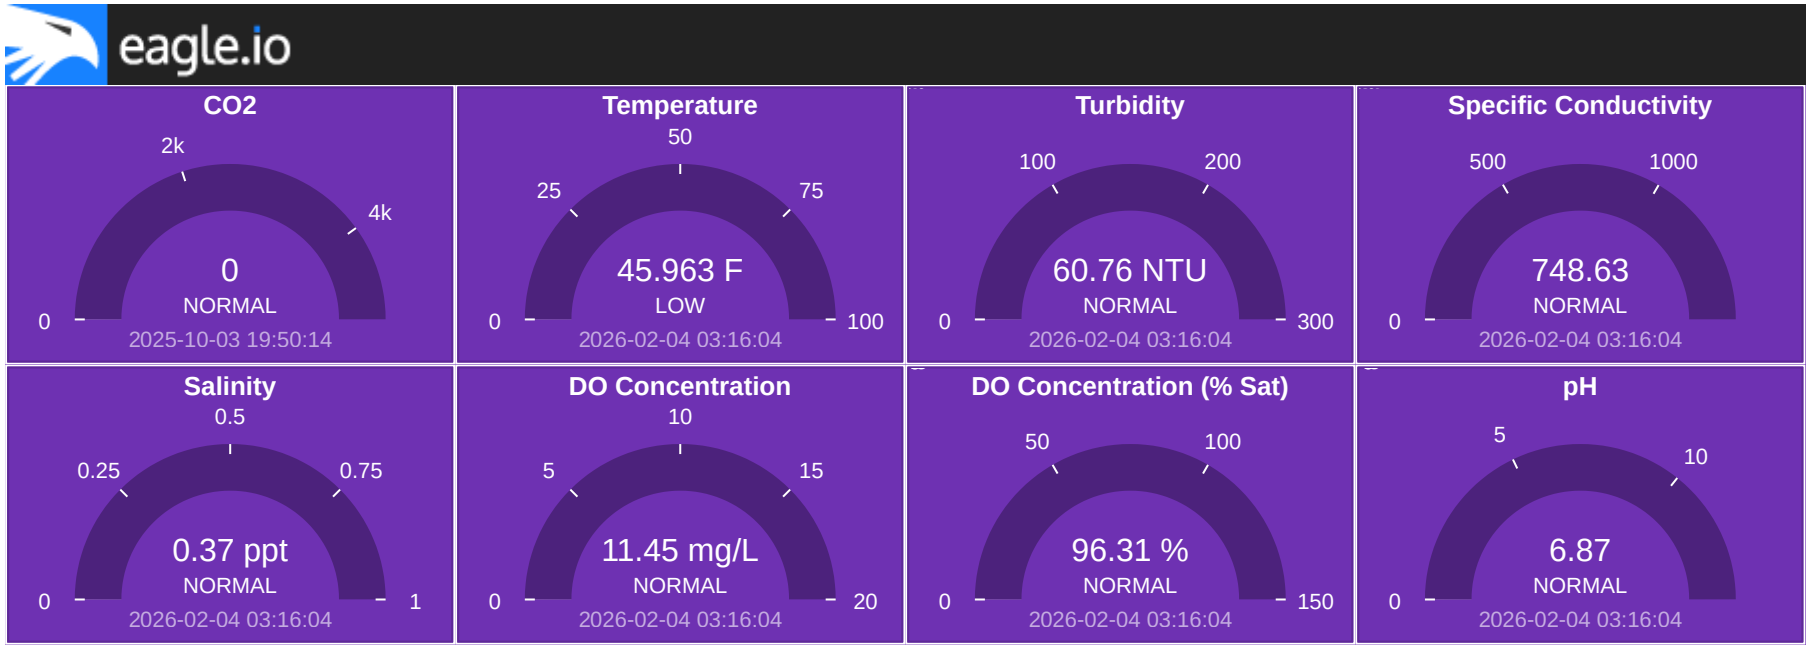 eagle.io
CO2
2k
4k
0
0
NORMAL
2025-10-03 19:50:14
Temperature
50
25
75
45.963 F
LOW
0
100
2026-02-04 03:16:04
Turbidity
100
200
60.76 NTU
NORMAL
0
300
2026-02-04 03:16:04
Specific Conductivity
500
1000
748.63
NORMAL
0
2026-02-04 03:16:04
Salinity
0.5
0.25
0.75
0.37 ppt
NORMAL
0
1
2026-02-04 03:16:04
DO Concentration
10
5
15
11.45 mg/L
NORMAL
0
20
2026-02-04 03:16:04
DO Concentration (% Sat)
50
100
96.31 %
NORMAL
0
150
2026-02-04 03:16:04
pH
5
10
6.87
NORMAL
0
2026-02-04 03:16:04